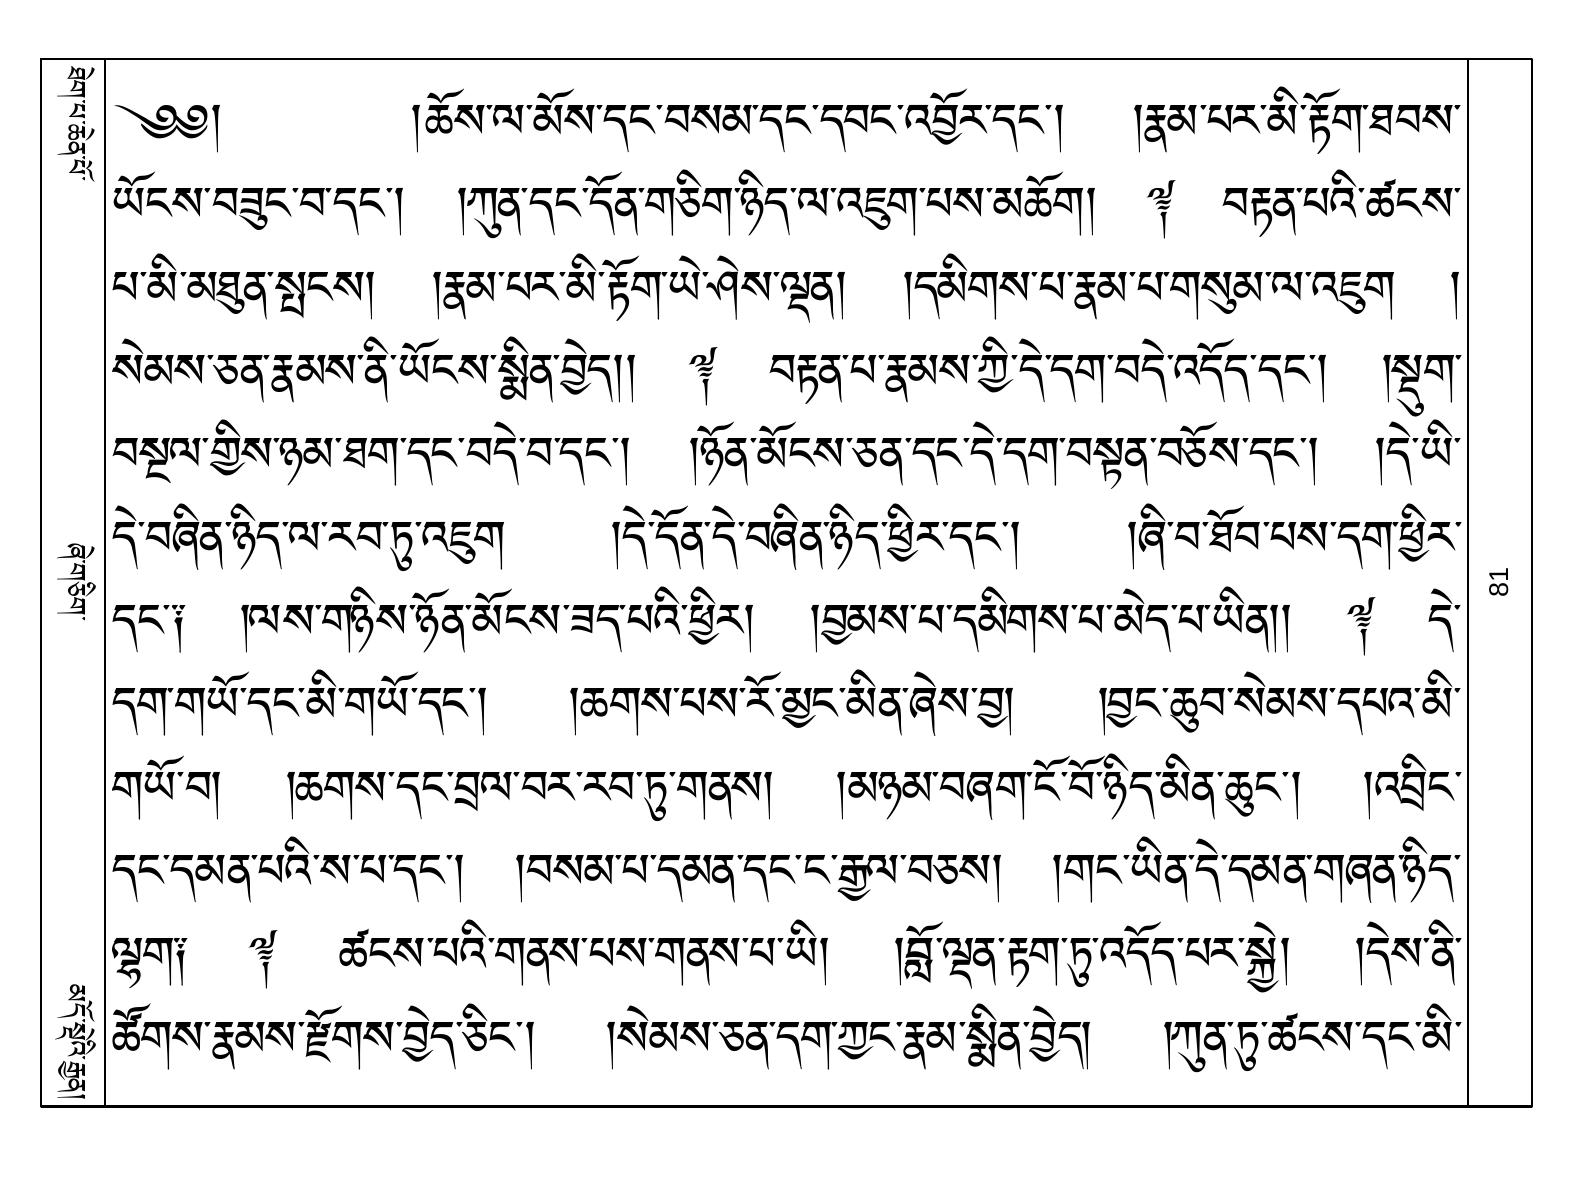 ཐེག་པ་ཆེན་པོ་
༄༅། །ཆོས་ལ་མོས་དང་བསམ་དང་དབང་འབྱོར་དང་། །རྣམ་པར་མི་རྟོག་ཐབས་
ཡོངས་བཟུང་བ་དང་། །ཀུན་དང་དོན་གཅིག་ཉིད་ལ་འཇུག་པས་མཆོག། ༈ བརྟན་པའི་ཚངས་
པ་མི་མཐུན་སྤངས། །རྣམ་པར་མི་རྟོག་ཡེ་ཤེས་ལྡན། །དམིགས་པ་རྣམ་པ་གསུམ་ལ་འཇུག །
སེམས་ཅན་རྣམས་ནི་ཡོངས་སྨིན་བྱེད།། ༈ བརྟན་པ་རྣམས་ཀྱི་དེ་དག་བདེ་འདོད་དང་། །སྡུག་
བསྔལ་གྱིས་ཉམ་ཐག་དང་བདེ་བ་དང་། །ཉོན་མོངས་ཅན་དང་དེ་དག་བསྟན་བཅོས་དང་། །དེ་ཡི་
དེ་བཞིན་ཉིད་ལ་རབ་ཏུ་འཇུག །དེ་དོན་དེ་བཞིན་ཉིད་ཕྱིར་དང་། །ཞི་བ་ཐོབ་པས་དག་ཕྱིར་
དང་༑ །ལས་གཉིས་ཉོན་མོངས་ཟད་པའི་ཕྱིར། །བྱམས་པ་དམིགས་པ་མེད་པ་ཡིན།། ༈ དེ་
དག་གཡོ་དང་མི་གཡོ་དང་། །ཆགས་པས་རོ་མྱང་མིན་ཞེས་བྱ། །བྱང་ཆུབ་སེམས་དཔའ་མི་
གཡོ་བ། །ཆགས་དང་བྲལ་བར་རབ་ཏུ་གནས། །མཉམ་བཞག་ངོ་བོ་ཉིད་མིན་ཆུང་། །འབྲིང་
དང་དམན་པའི་ས་པ་དང་། །བསམ་པ་དམན་དང་ང་རྒྱལ་བཅས། །གང་ཡིན་དེ་དམན་གཞན་ཉིད་
ལྷག༑ ༈ ཚངས་པའི་གནས་པས་གནས་པ་ཡི། །བློ་ལྡན་རྟག་ཏུ་འདོད་པར་སྐྱེ། །དེས་ནི་
ཚོགས་རྣམས་རྫོགས་བྱེད་ཅིང་། །སེམས་ཅན་དག་ཀྱང་རྣམ་སྨིན་བྱེད། །ཀུན་ཏུ་ཚངས་དང་མི་
གོ་གཅིག་
མདོ་སྡེའི་རྒྱན།
81